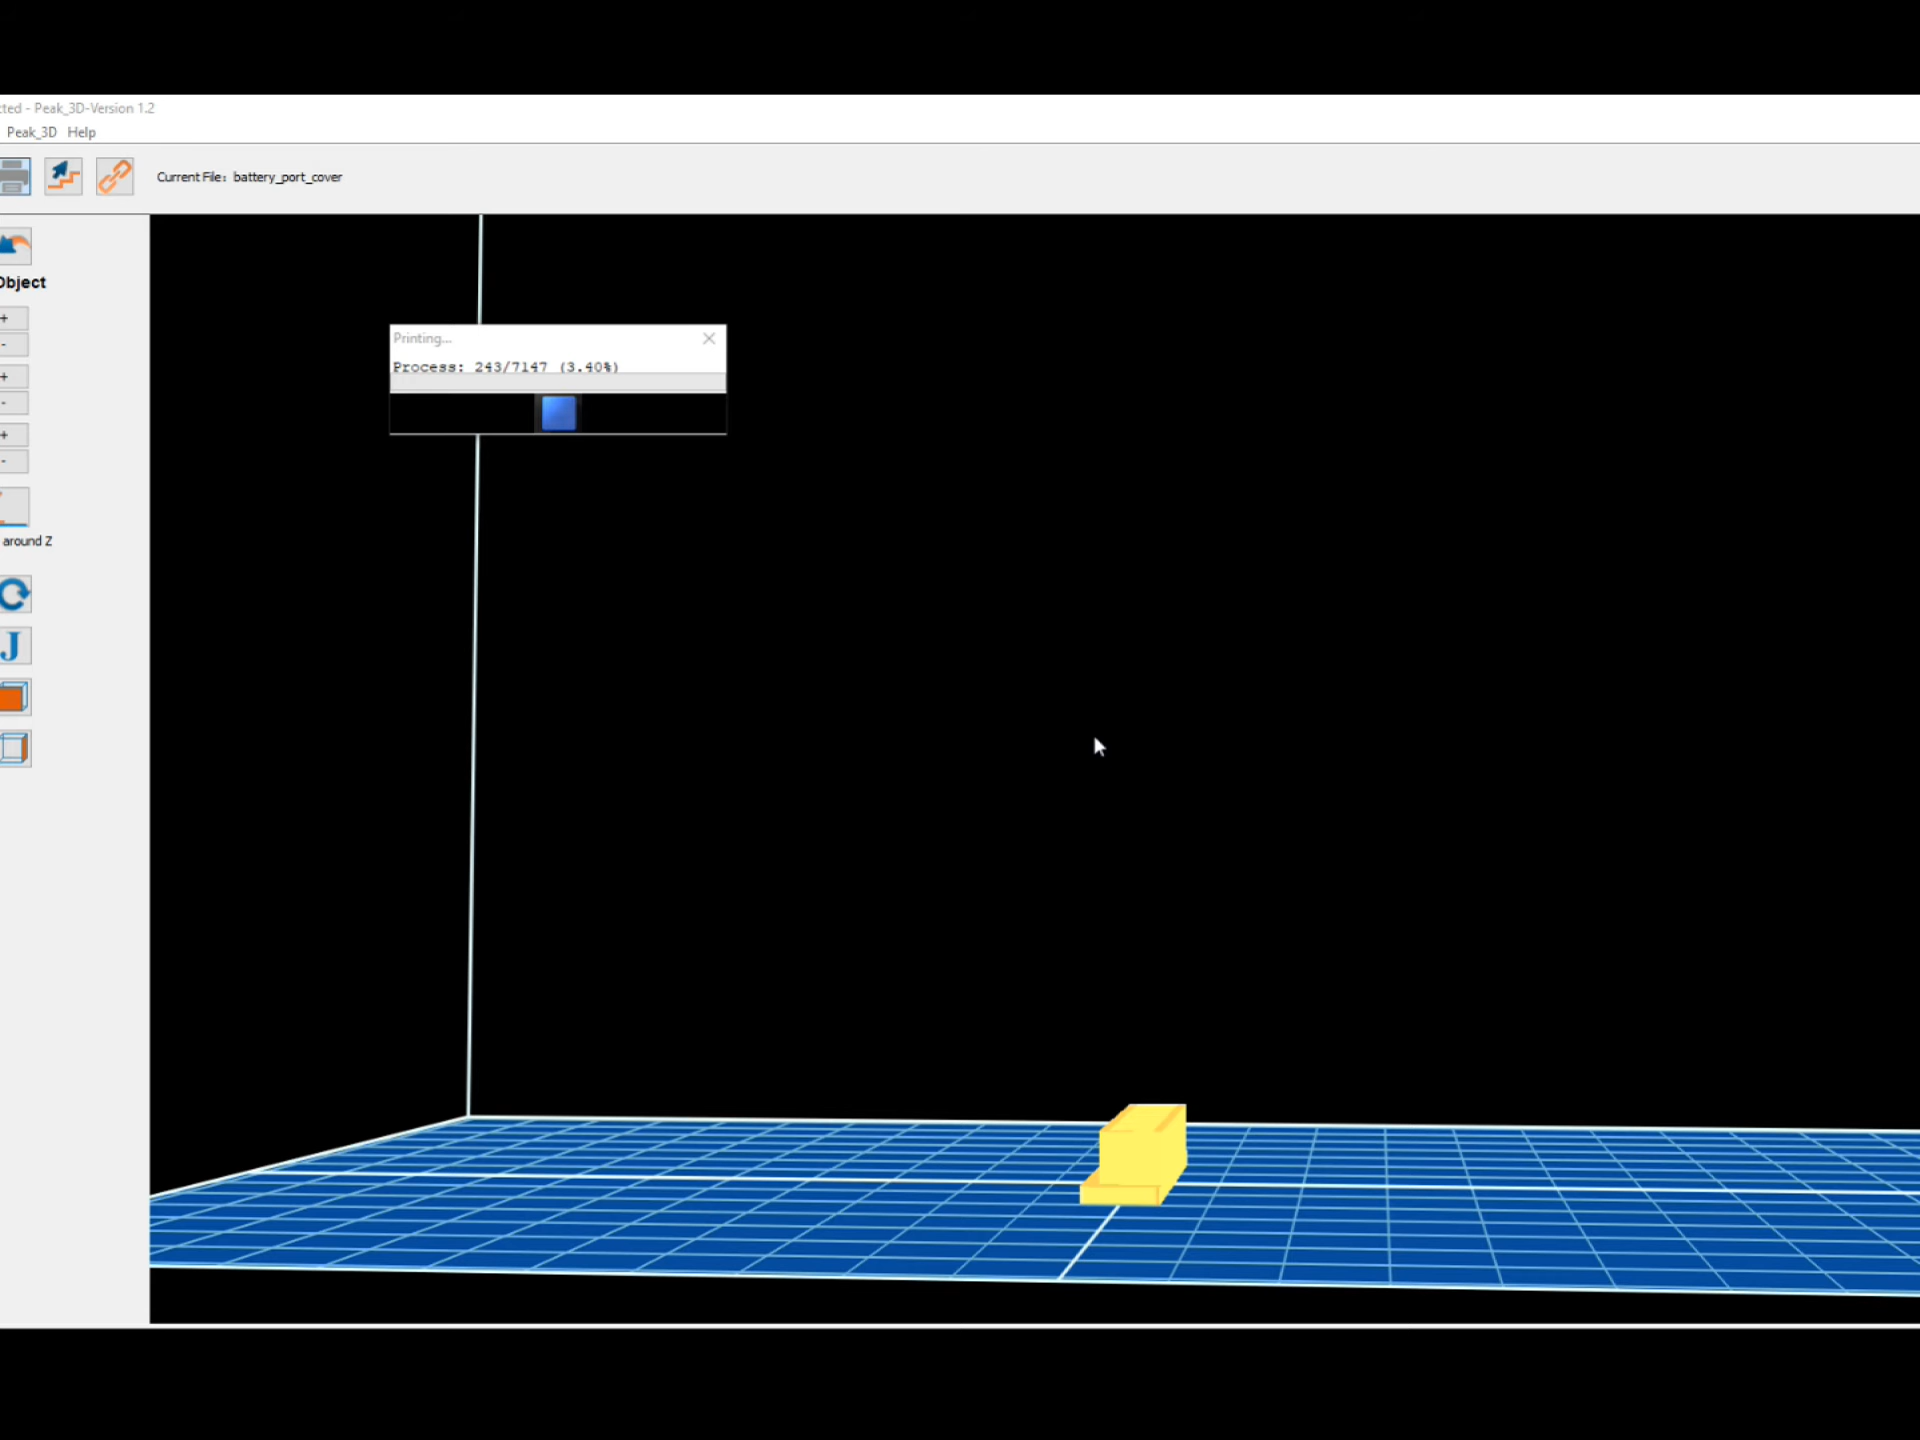 cted - Peak_3D-Version 1.2
Peak_3D Help
Current File: battery_port_cover
Object
+
-
+
-
+
-
around Z
J
Printing...
Process: 243/7147 (3.40%)